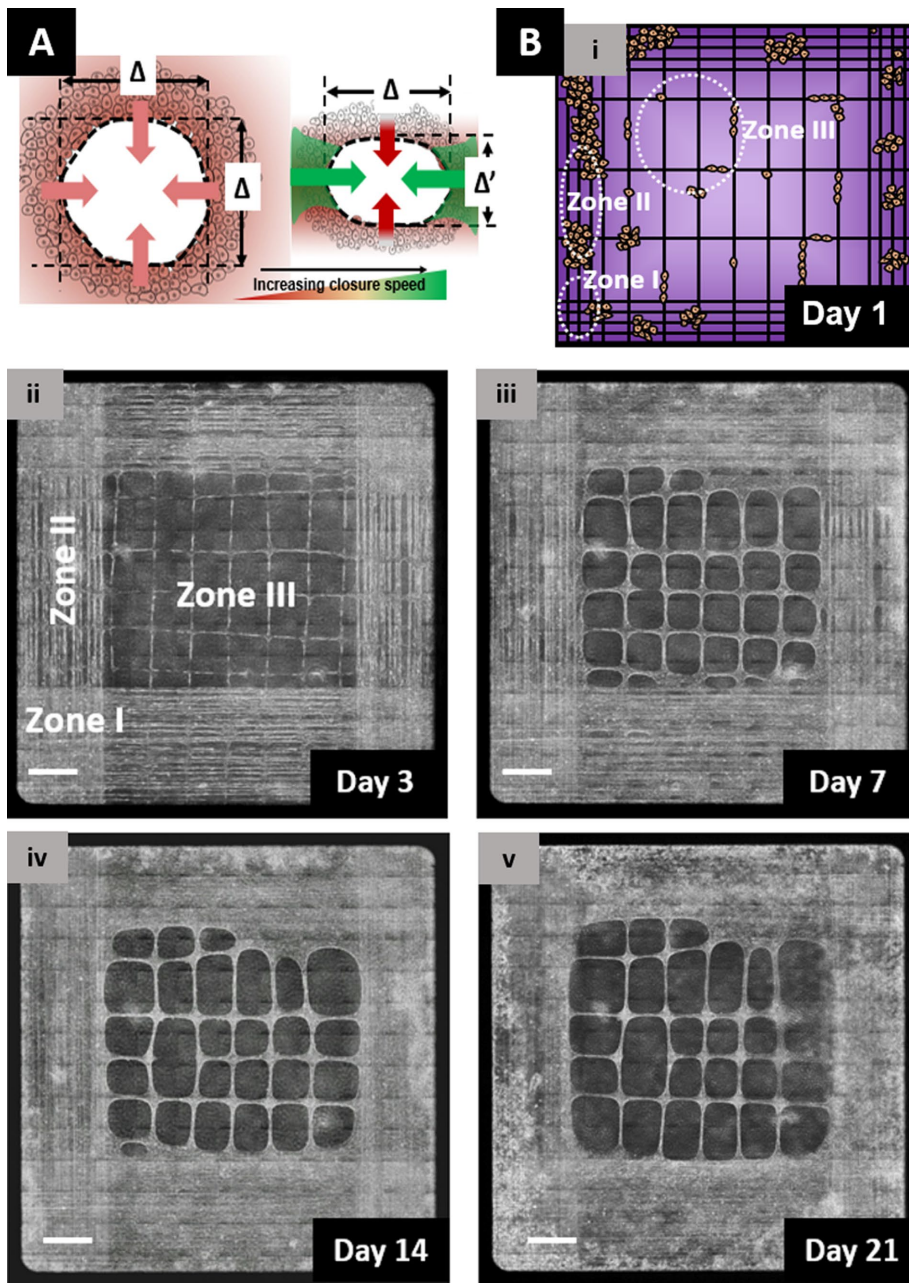 A
Δ
Δ
Δ
Δ’
Increasing closure speed
B
i
Zone III
Zone II
Zone I
Day 1
ii
Zone II
Zone III
Zone I
Day 3
iii
Day 7
iv
Day 14
v
Day 21